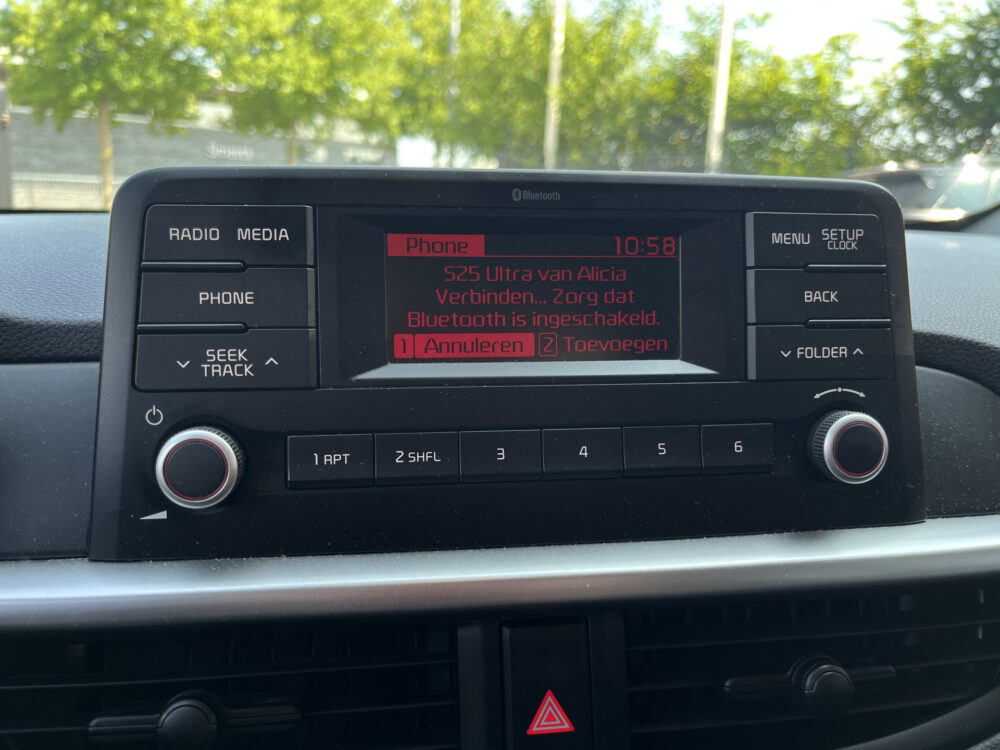 Bluetooth
RADIO MEDIA
PHONE
SEEK
TRACK
Phone 10:58
S25 Ultra van Alicia
Verbinden... Zorg dat
Bluetooth is ingeschakeld.
1 Annuleren 2 Toevoegen
MENU SETUP
CLOCK
BACK
FOLDER
1 RPT 2 SHFL 3 4 5 6